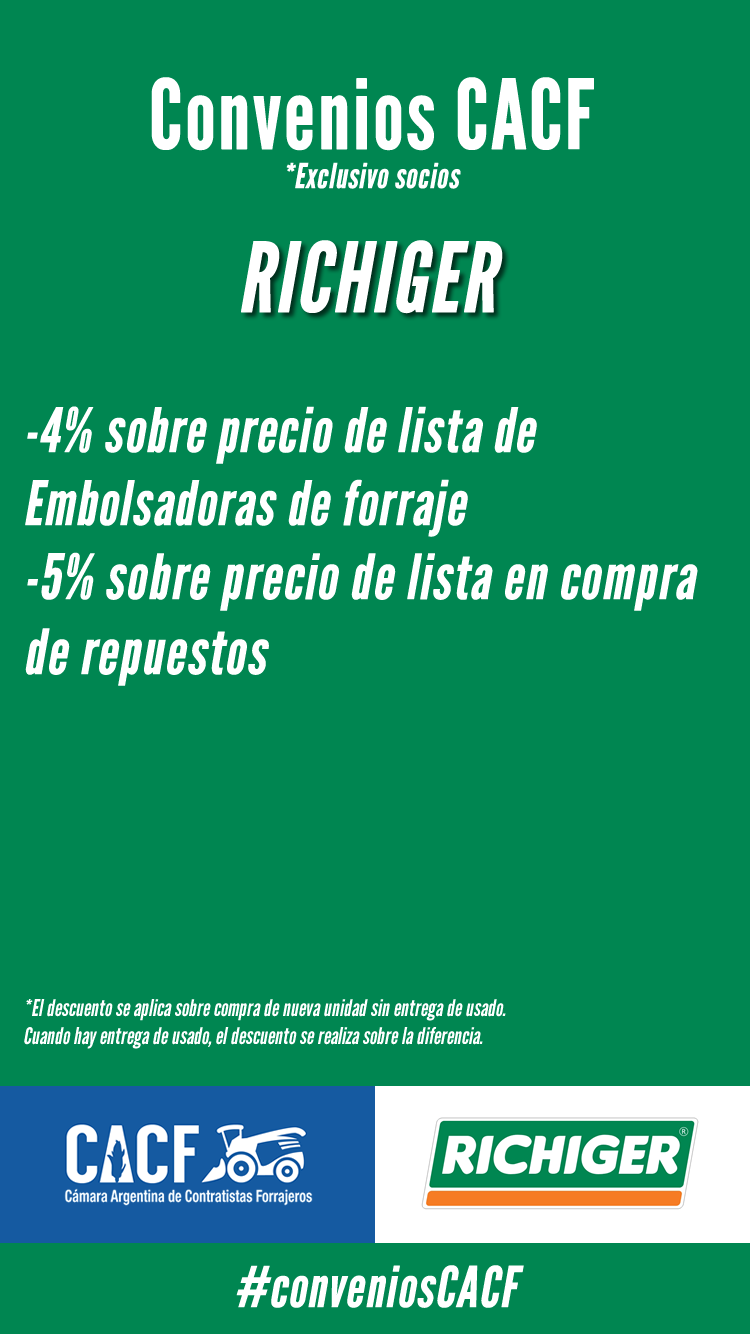 Convenios CACF
*Exclusivo socios
RICHIGER
-4% sobre precio de lista de
Embolsadoras de forraje
-5% sobre precio de lista en compra
de repuestos
*El descuento se aplica sobre compra de nueva unidad sin entrega de usado.
Cuando hay entrega de usado, el descuento se realiza sobre la diferencia.
CACF
Cámara Argentina de Contratistas Forrajeros
RICHIGER®
#conveniosCACF